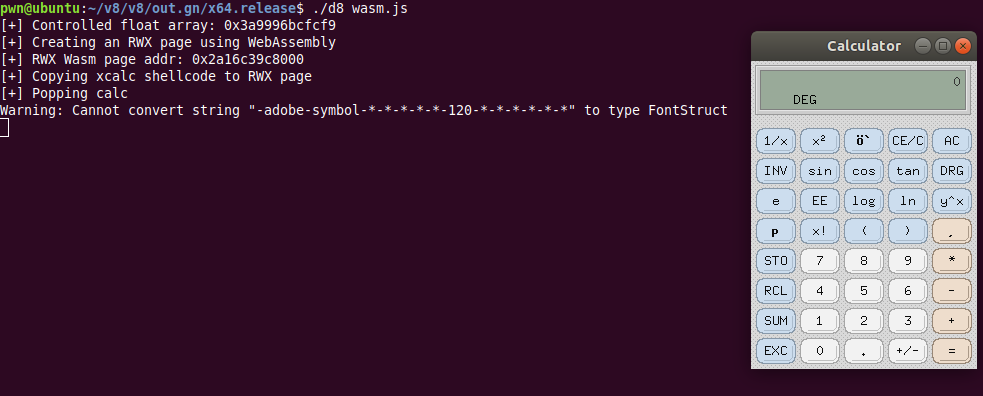 pwn@ubuntu:~/v8/v8/out.gn/x64.release$ ./d8 wasm.js
[+] Controlled float array: 0x3a9996bcfcf9
[+] Creating an RWX page using WebAssembly
[+] RWX Wasm page addr: 0x2a16c39c8000
[+] Copying xcalc shellcode to RWX page
[+] Popping calc
Warning: Cannot convert string "-adobe-symbol-*-*-*-*-*-120-*-*-*-*-*-*" to type FontStruct
Calculator
0
DEG
1/x x² Ö` CE/C AC
INV sin cos tan DRG
e EE log ln y^x
p x! ( ) ,
STO 7 8 9 *
RCL 4 5 6 -
SUM 1 2 3 +
EXC 0 . +/- =